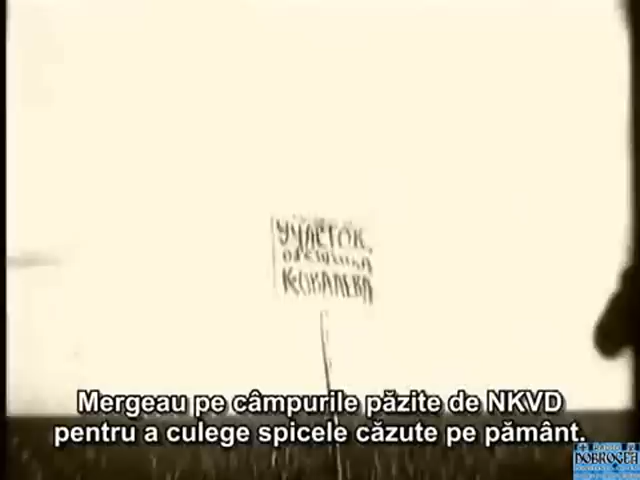 УЧАСТОК
КОВАЛЕВА
Mergeau pe câmpurile păzite de NKVD
pentru a culege spicele căzute pe pământ.
DOBROGEA